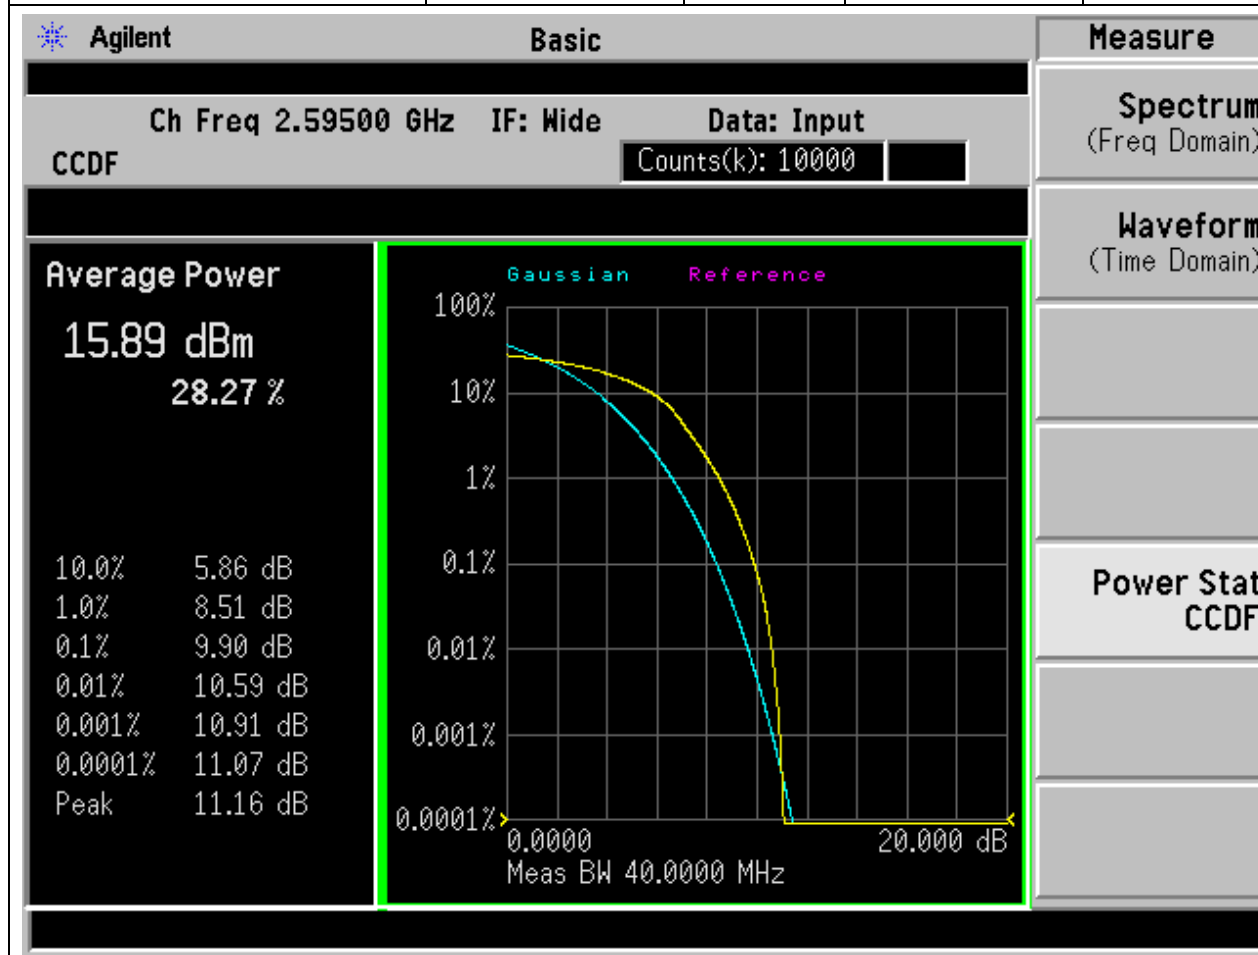 Agilent
Basic
Measure
Ch Freq 2.59500 GHz IF: Wide Data: Input
CCDF
Counts(k): 10000
Spectrum
(Freq Domain)
Waveform
(Time Domain)
Power Stat
CCDF
Average Power
15.89 dBm
28.27 %
10.0% 5.86 dB
1.0% 8.51 dB
0.1% 9.90 dB
0.01% 10.59 dB
0.001% 10.91 dB
0.0001% 11.07 dB
Peak 11.16 dB
Gaussian Reference
100%
10%
1%
0.1%
0.01%
0.001%
0.0001%
0.0000 20.000 dB
Meas BW 40.0000 MHz